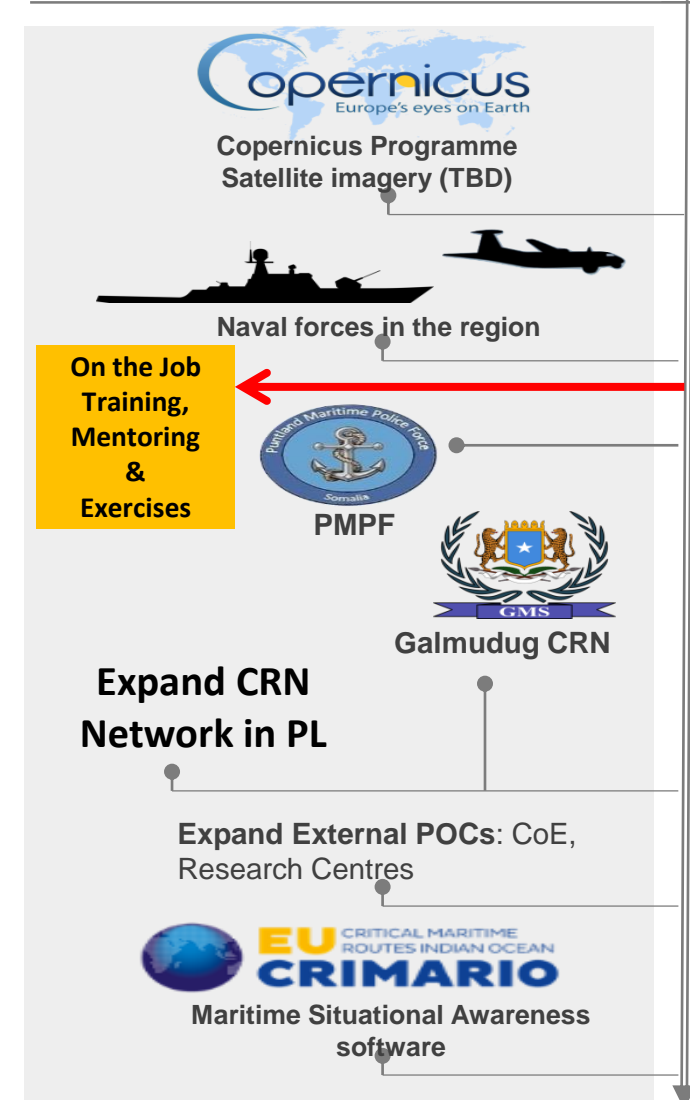 Copernicus
Europe's eyes on Earth
Copernicus Programme
Satellite imagery (TBD)
Naval forces in the region
On the Job
Training,
Mentoring
&
Exercises
Puntland Maritime Police Force
Somalia
PMPF
GMS
Galmudug CRN
Expand CRN
Network in PL
Expand External POCs: CoE,
Research Centres
EU CRITICAL MARITIME
ROUTES INDIAN OCEAN
CRIMARIO
Maritime Situational Awareness
software